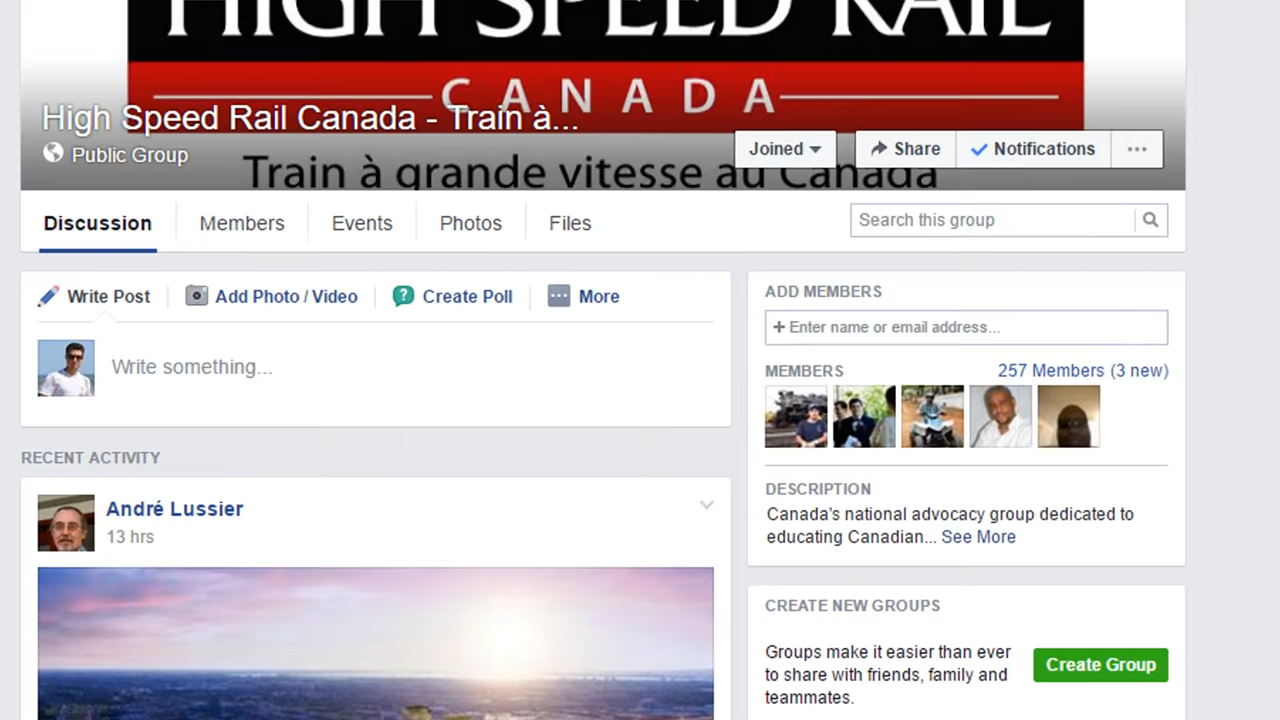 HIGH SPEED RAIL
CANADA
High Speed Rail Canada - Train à...
Public Group
Train à grande vitesse au Canada
Joined
Share
Notifications
Discussion
Members
Events
Photos
Files
Search this group
Write Post
Add Photo / Video
Create Poll
More
Write something...
RECENT ACTIVITY
André Lussier
13 hrs
ADD MEMBERS
+ Enter name or email address...
MEMBERS
257 Members (3 new)
DESCRIPTION
Canada's national advocacy group dedicated to
educating Canadian... See More
CREATE NEW GROUPS
Groups make it easier than ever
to share with friends, family and
teammates.
Create Group